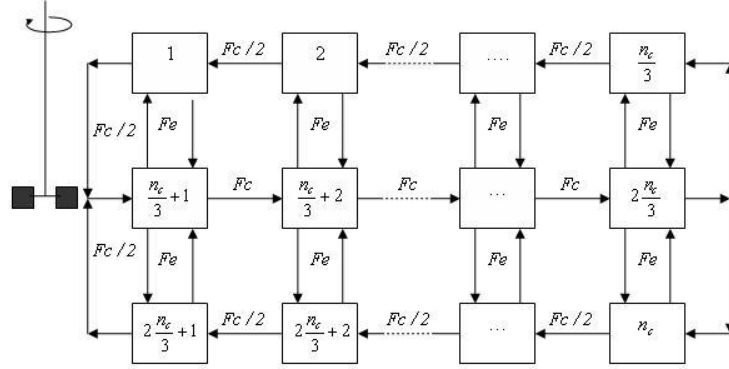 1 Fc/2 2 Fc/2 .... Fc/2 n_c/3
Fc/2 Fe Fe Fe Fe
n_c/3+1 Fc n_c/3+2 Fc ... Fc 2n_c/3
Fc/2 Fe Fe Fe Fe
2n_c/3+1 Fc/2 2n_c/3+2 Fc/2 ... Fc/2 n_c